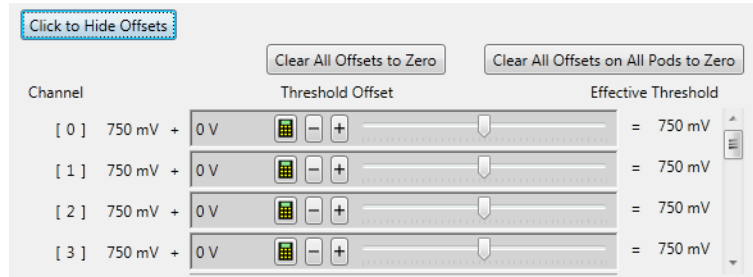 Click to Hide Offsets
Clear All Offsets to Zero Clear All Offsets on All Pods to Zero
Channel Threshold Offset Effective Threshold
[ 0 ] 750 mV + 0 V - + = 750 mV
[ 1 ] 750 mV + 0 V - + = 750 mV
[ 2 ] 750 mV + 0 V - + = 750 mV
[ 3 ] 750 mV + 0 V - + = 750 mV